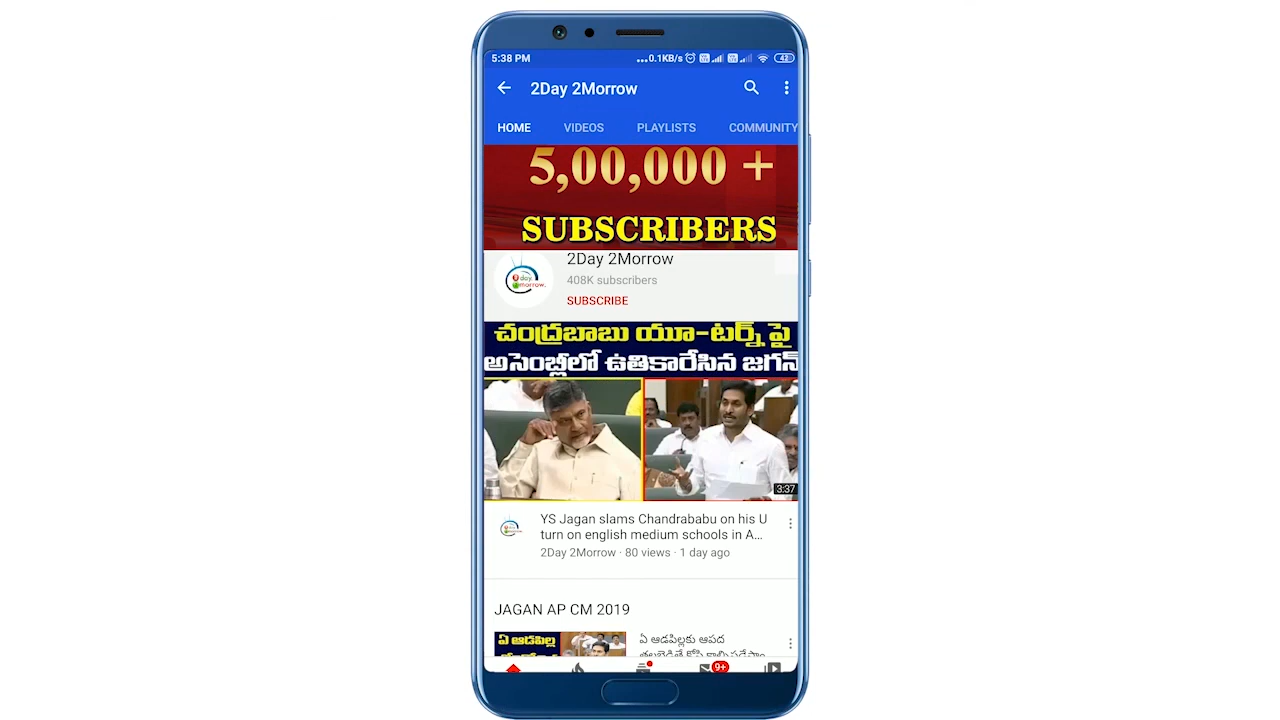 5:38 PM
...0.1KB/s
42
2Day 2Morrow
HOME VIDEOS PLAYLISTS COMMUNITY
5,00,000 +
SUBSCRIBERS
2Day 2Morrow
408K subscribers
SUBSCRIBE
చంద్రబాబు యూ-టర్న్ పై
అసెంబ్లీలో ఉతికారేసిన జగన్
3:37
YS Jagan slams Chandrababu on his U
turn on english medium schools in A...
2Day 2Morrow · 80 views · 1 day ago
JAGAN AP CM 2019
ఏ ఆడపిల్ల
ఏ ఆడపిల్లకు ఆపద
9+